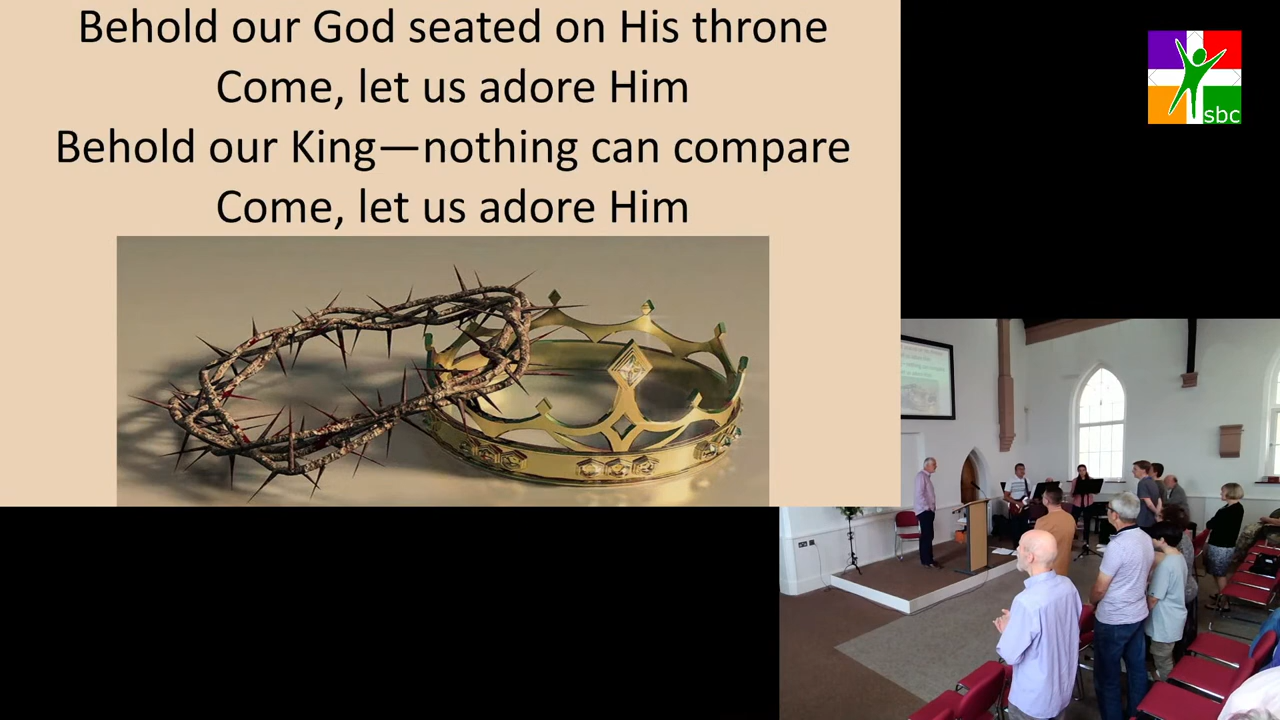 Behold our God seated on His throne
Come, let us adore Him
Behold our King—nothing can compare
Come, let us adore Him
sbc